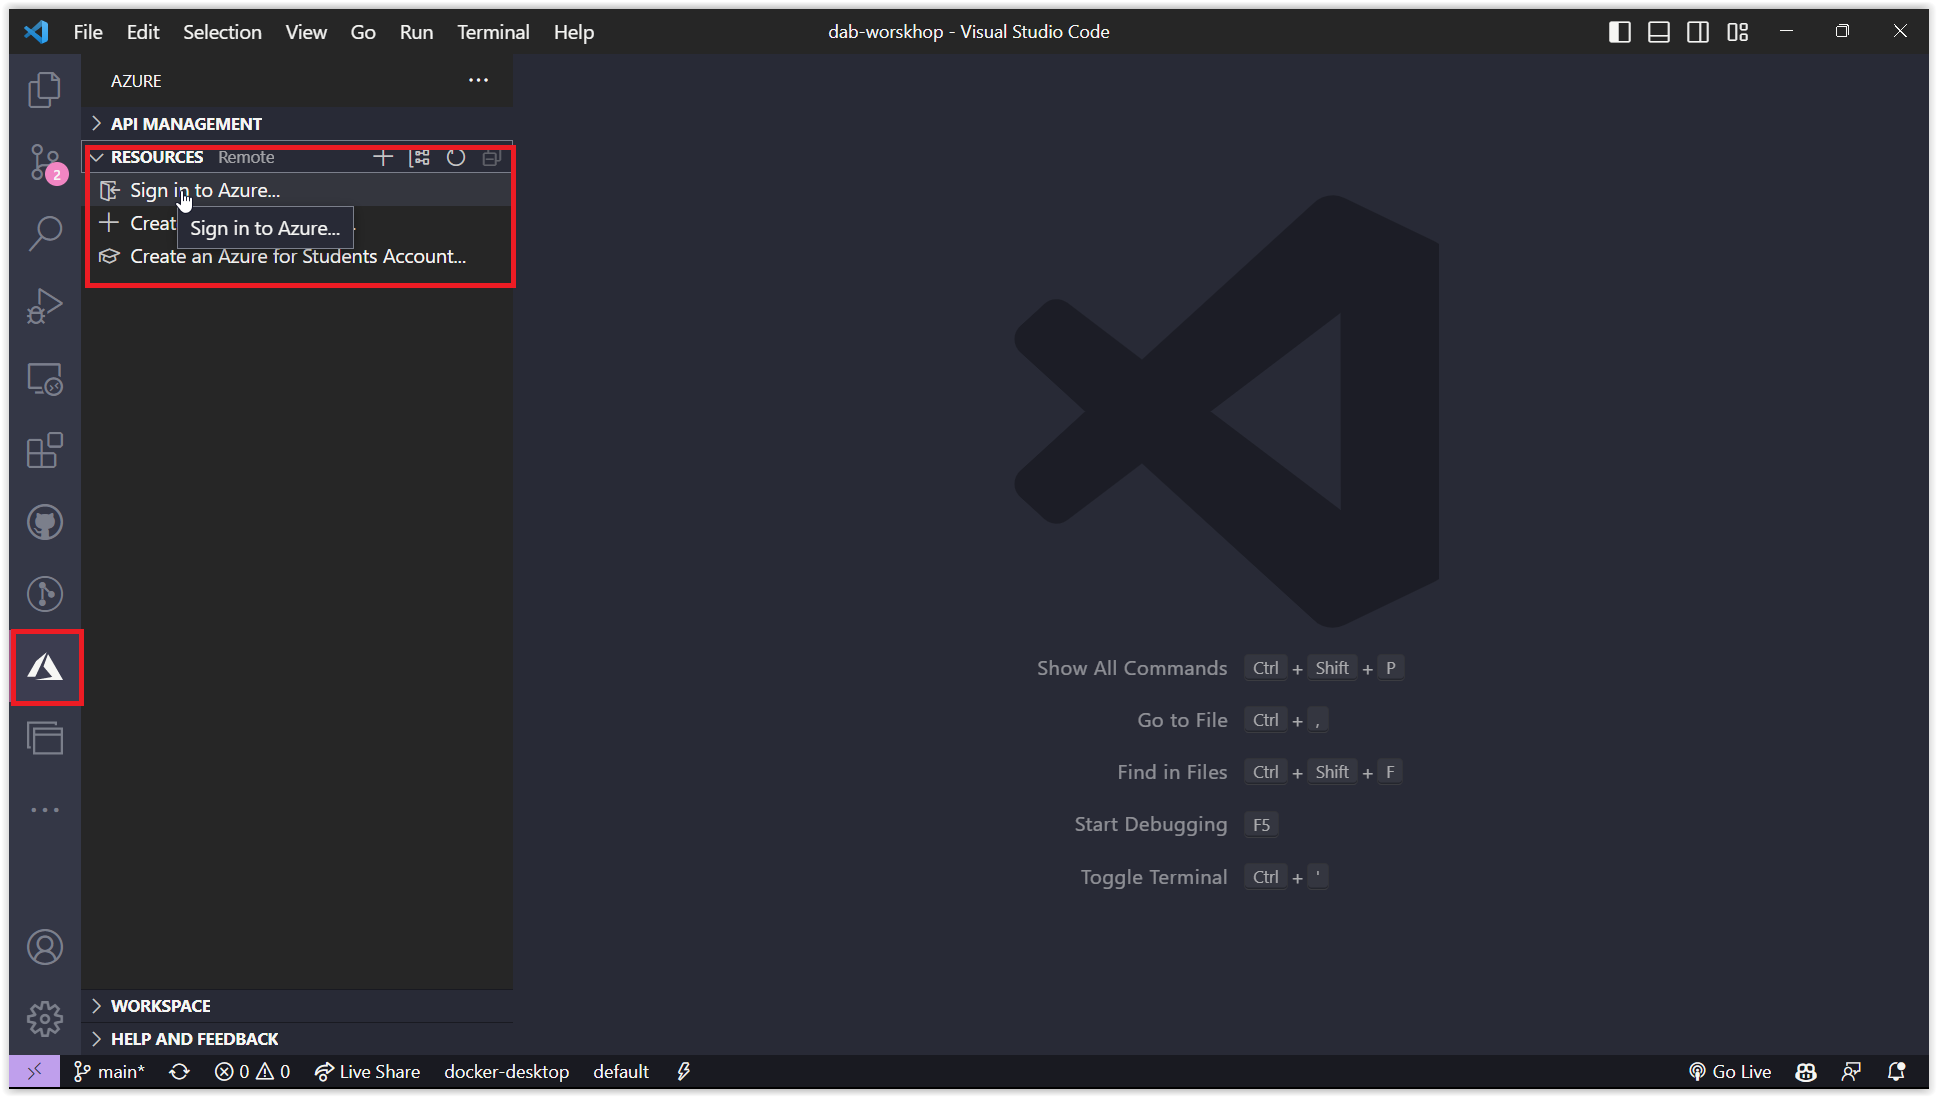 File Edit Selection View Go Run Terminal Help
dab-worskhop - Visual Studio Code
AZURE
API MANAGEMENT
RESOURCES Remote
2
Sign in to Azure...
Creat
Sign in to Azure...
Create an Azure for Students Account...
Show All Commands Ctrl + Shift + P
Go to File Ctrl + ,
Find in Files Ctrl + Shift + F
Start Debugging F5
Toggle Terminal Ctrl + '
WORKSPACE
HELP AND FEEDBACK
main* 0 0 Live Share docker-desktop default
Go Live